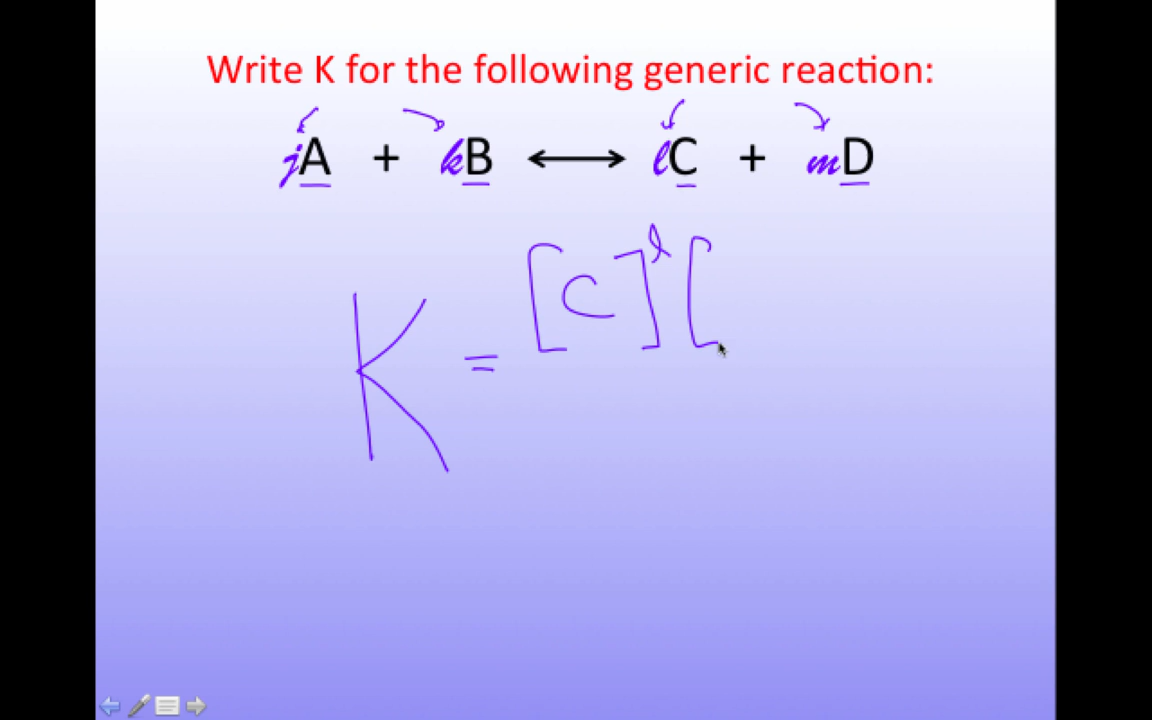 Write K for the following generic reaction:
jA + kB ⟷ lC + mD
K = [C]^l [